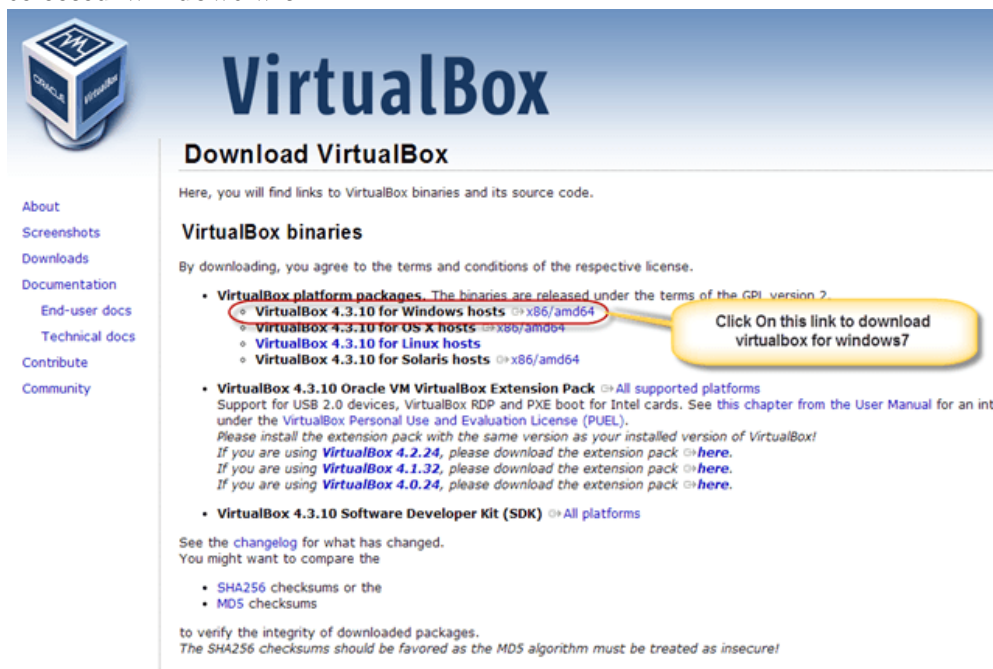 VirtualBox
ORACLE
VirtualBox
Download VirtualBox
Here, you will find links to VirtualBox binaries and its source code.
About
Screenshots
Downloads
Documentation
End-user docs
Technical docs
Contribute
Community
VirtualBox binaries
By downloading, you agree to the terms and conditions of the respective license.
• VirtualBox platform packages. The binaries are released under the terms of the GPL version 2.
VirtualBox 4.3.10 for Windows hosts x86/amd64
VirtualBox 4.3.10 for OS X hosts x86/amd64
VirtualBox 4.3.10 for Linux hosts
VirtualBox 4.3.10 for Solaris hosts x86/amd64
Click On this link to download
virtualbox for windows7
• VirtualBox 4.3.10 Oracle VM VirtualBox Extension Pack All supported platforms
Support for USB 2.0 devices, VirtualBox RDP and PXE boot for Intel cards. See this chapter from the User Manual for an int
under the VirtualBox Personal Use and Evaluation License (PUEL).
Please install the extension pack with the same version as your installed version of VirtualBox!
If you are using VirtualBox 4.2.24, please download the extension pack here.
If you are using VirtualBox 4.1.32, please download the extension pack here.
If you are using VirtualBox 4.0.24, please download the extension pack here.
• VirtualBox 4.3.10 Software Developer Kit (SDK) All platforms
See the changelog for what has changed.
You might want to compare the
• SHA256 checksums or the
• MD5 checksums
to verify the integrity of downloaded packages.
The SHA256 checksums should be favored as the MD5 algorithm must be treated as insecure!